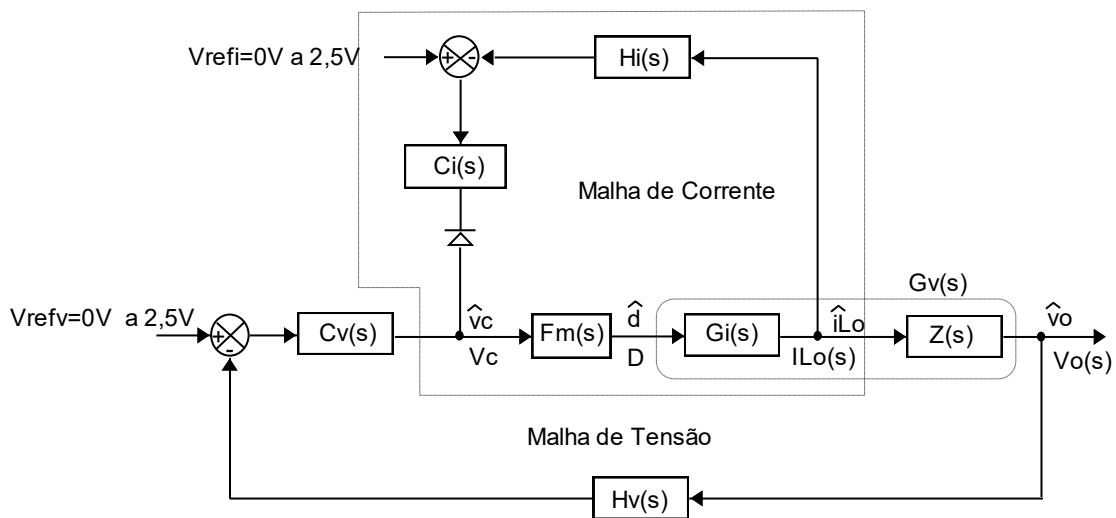 Vrefi=0V a 2,5V
+
-
Hi(s)
Ci(s)
Malha de Corrente
Gv(s)
Vrefv=0V a 2,5V
+
-
Cv(s)
v̂c
Vc
Fm(s)
d̂
D
Gi(s)
îLo
ILo(s)
Z(s)
v̂o
Vo(s)
Malha de Tensão
Hv(s)